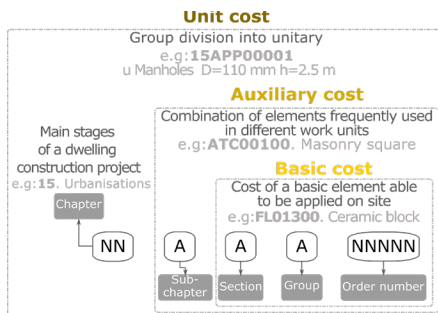 Unit cost
Group division into unitary
e.g:15APP00001
u Manholes D=110 mm h=2.5 m
Auxiliary cost
Combination of elements frequently used
in different work units
e.g:ATC00100. Masonry square
Main stages
of a dwelling
construction project
e.g:15. Urbanisations
Basic cost
Cost of a basic element able
to be applied on site
e.g:FL01300. Ceramic block
Chapter
NN
A
A
A
NNNNN
Sub-
chapter
Section
Group
Order number